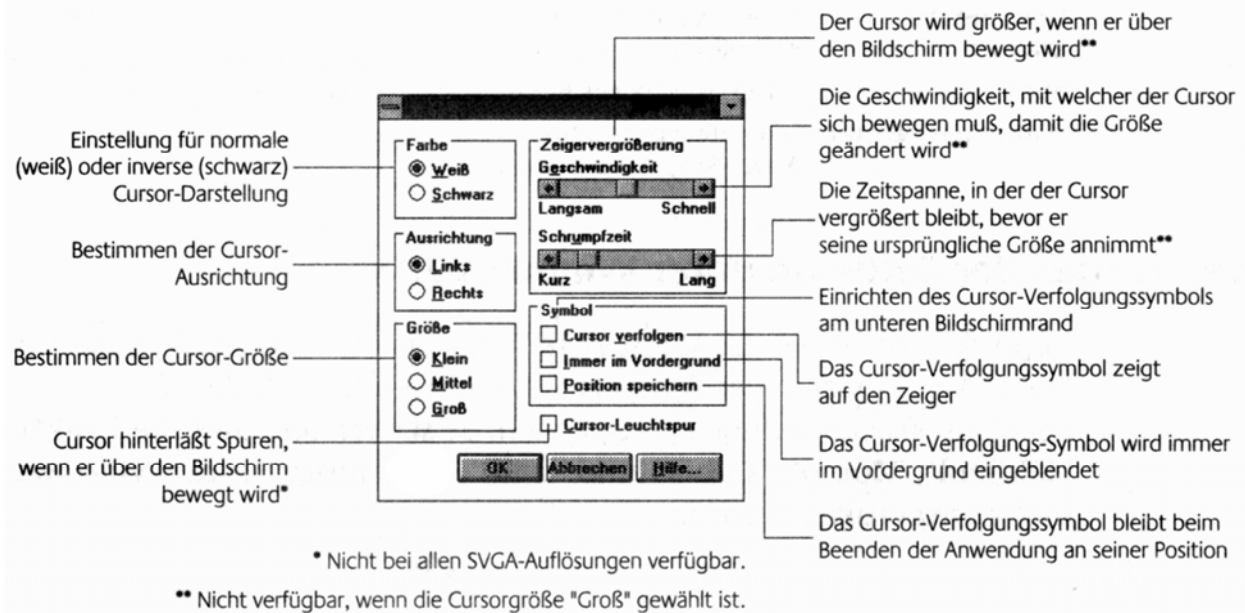 Der Cursor wird größer, wenn er über
den Bildschirm bewegt wird**
Die Geschwindigkeit, mit welcher der Cursor
sich bewegen muß, damit die Größe
geändert wird**
Die Zeitspanne, in der der Cursor
vergrößert bleibt, bevor er
seine ursprüngliche Größe annimmt**
Einrichten des Cursor-Verfolgungssymbols
am unteren Bildschirmrand
Das Cursor-Verfolgungssymbol zeigt
auf den Zeiger
Das Cursor-Verfolgungs-Symbol wird immer
im Vordergrund eingeblendet
Das Cursor-Verfolgungssymbol bleibt beim
Beenden der Anwendung an seiner Position
Einstellung für normale
(weiß) oder inverse (schwarz)
Cursor-Darstellung
Bestimmen der Cursor-
Ausrichtung
Bestimmen der Cursor-Größe
Cursor hinterläßt Spuren,
wenn er über den Bildschirm
bewegt wird*
Farbe
Weiß
Schwarz
Ausrichtung
Links
Rechts
Größe
Klein
Mittel
Groß
Zeigervergrößerung
Geschwindigkeit
Langsam Schnell
Schrumpfzeit
Kurz Lang
Symbol
Cursor verfolgen
Immer im Vordergrund
Position speichern
Cursor-Leuchtspur
OK Abbrechen Hilfe...
* Nicht bei allen SVGA-Auflösungen verfügbar.
** Nicht verfügbar, wenn die Cursorgröße "Groß" gewählt ist.